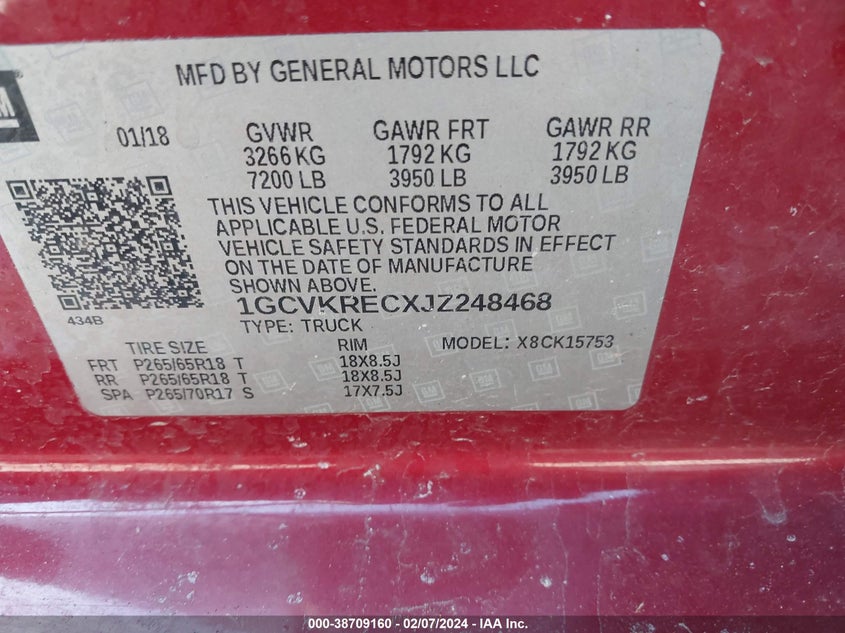 GM
MFD BY GENERAL MOTORS LLC
01/18 GVWR GAWR FRT GAWR RR
3266 KG 1792 KG 1792 KG
7200 LB 3950 LB 3950 LB
THIS VEHICLE CONFORMS TO ALL
APPLICABLE U.S. FEDERAL MOTOR
VEHICLE SAFETY STANDARDS IN EFFECT
ON THE DATE OF MANUFACTURE
SHOWN ABOVE.
434B
1GCVKRECXJZ248468
TYPE: TRUCK MODEL: X8CK15753
TIRE SIZE RIM
FRT P265/65R18 T 18X8.5J
RR P265/65R18 T 18X8.5J
SPA P265/70R17 S 17X7.5J
000-38709160 - 02/07/2024 - IAA Inc.